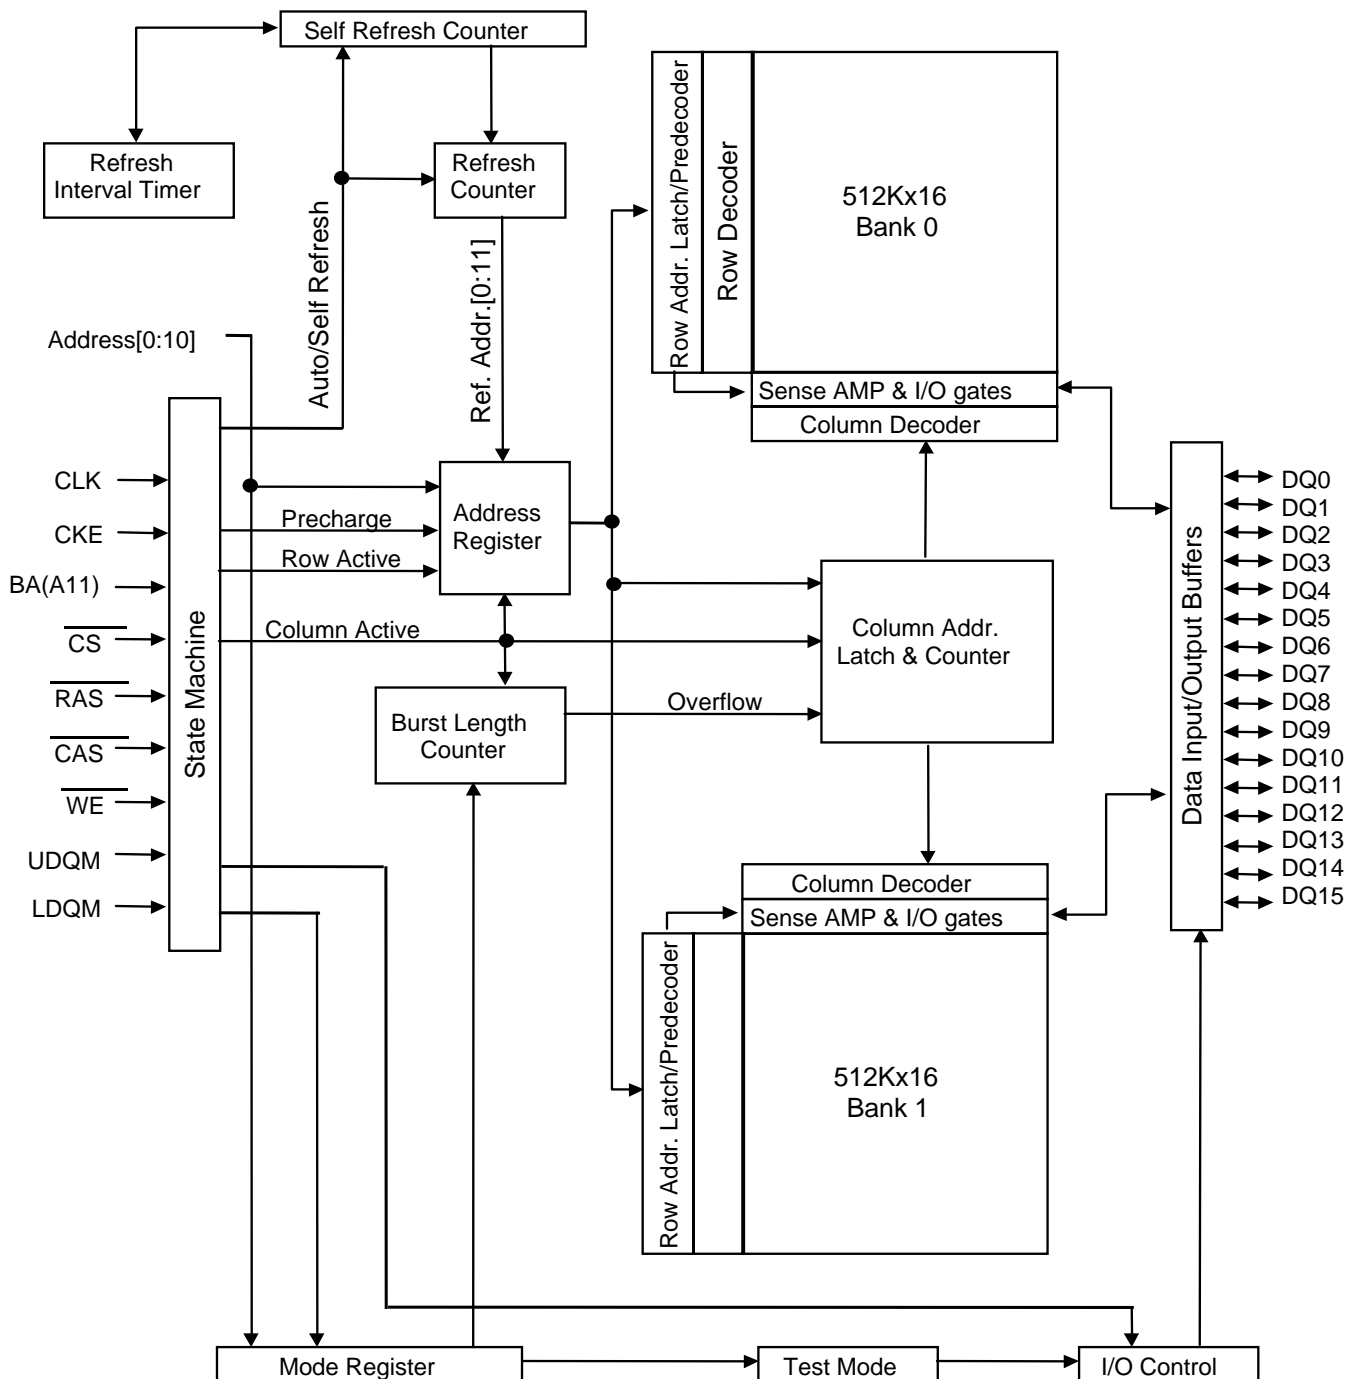 Self Refresh Counter
Refresh
Interval Timer
Refresh
Counter
Auto/Self Refresh
Ref. Addr.[0:11]
Row Addr. Latch/Predecoder
Row Decoder
512Kx16
Bank 0
Sense AMP & I/O gates
Column Decoder
Address[0:10]
CLK
CKE
BA(A11)
CS
RAS
CAS
WE
UDQM
LDQM
State Machine
Precharge
Row Active
Column Active
Address
Register
Burst Length
Counter
Overflow
Column Addr.
Latch & Counter
Data Input/Output Buffers
DQ0
DQ1
DQ2
DQ3
DQ4
DQ5
DQ6
DQ7
DQ8
DQ9
DQ10
DQ11
DQ12
DQ13
DQ14
DQ15
Column Decoder
Sense AMP & I/O gates
Row Addr. Latch/Predecoder
512Kx16
Bank 1
Mode Register
Test Mode
I/O Control